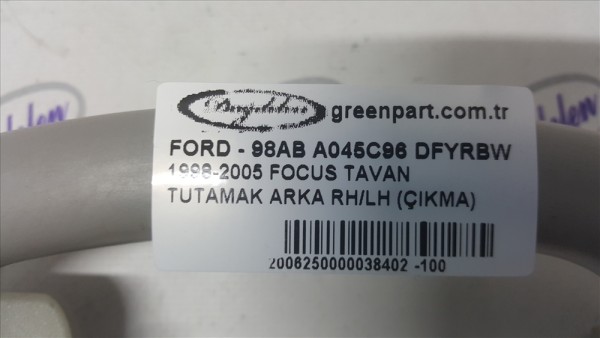 greenpart.com.tr
FORD - 98AB A045C96 DFYRBW
1998-2005 FOCUS TAVAN
TUTAMAK ARKA RH/LH (ÇIKMA)
2006250000038402 -100